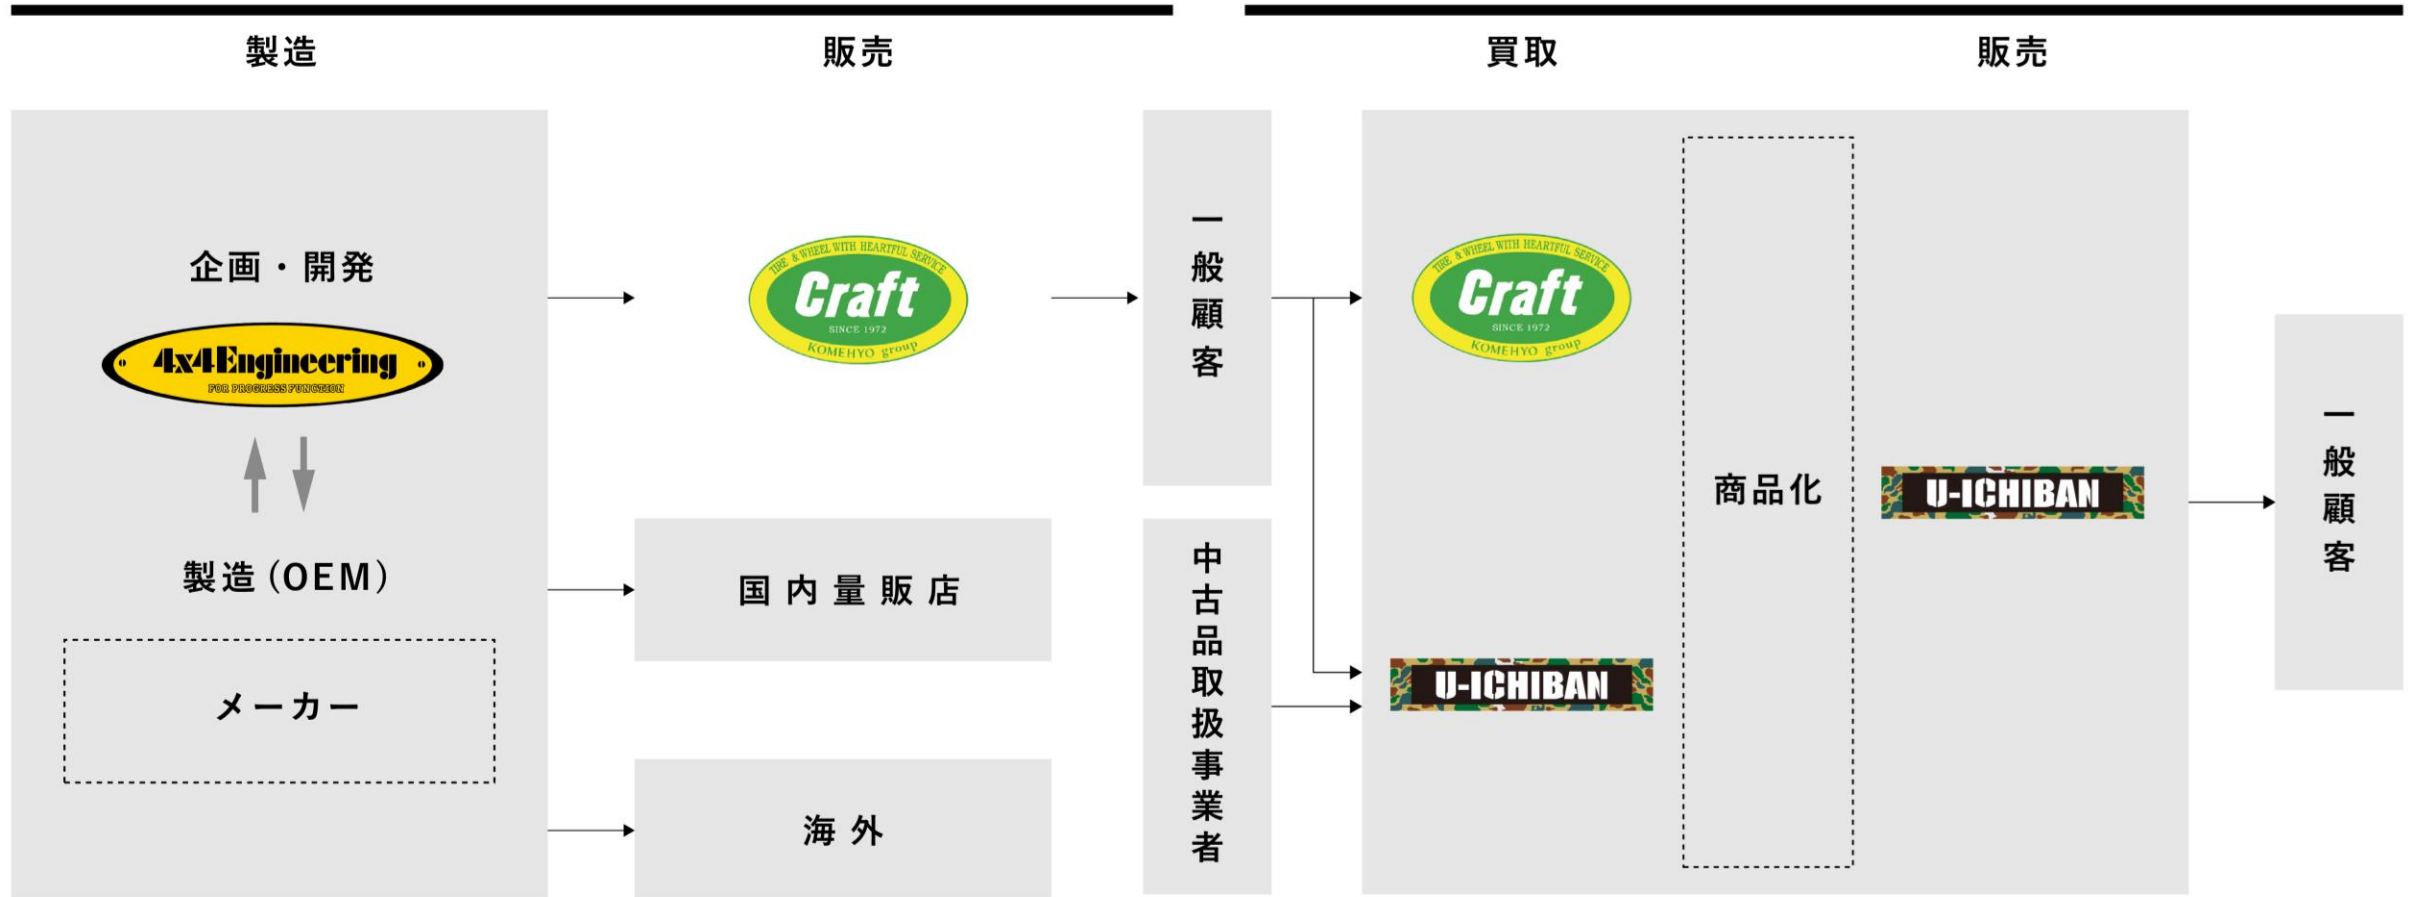 製造
販売
買取
販売
企画・開発
4x4Engineering
FOR PROGRESS FUNCTION
製造(OEM)
メーカー
TIRE & WHEEL WITH HEARTFUL SERVICE
Craft
SINCE 1972
KOMEHYO group
国内量販店
海外
一般顧客
中古品取扱事業者
TIRE & WHEEL WITH HEARTFUL SERVICE
Craft
SINCE 1972
KOMEHYO group
U-ICHIBAN
商品化
U-ICHIBAN
一般顧客